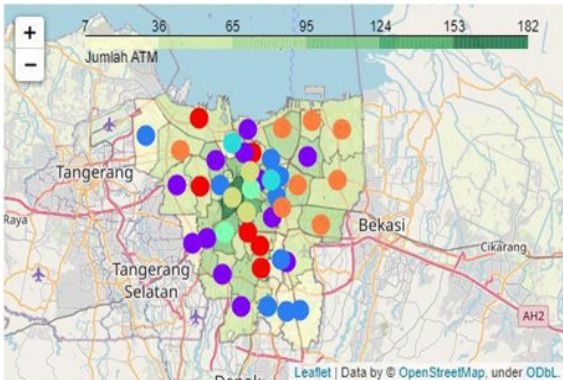 +
−
7 36 65 95 124 153 182
Jumlah ATM
Tangerang
Raya
Bekasi
Cikarang
Tangerang
Selatan
AH2
Leaflet | Data by © OpenStreetMap, under ODbL.